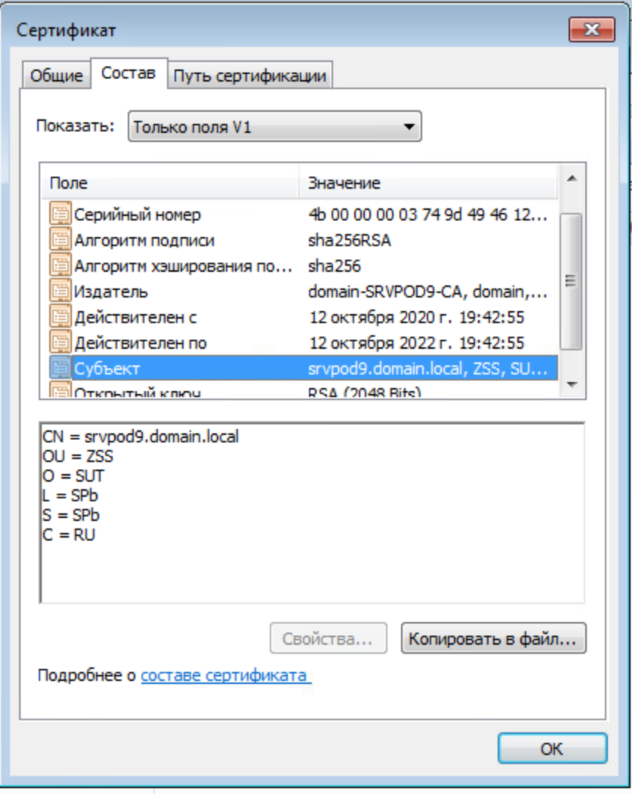 Сертификат
Общие Состав Путь сертификации
Показать: Только поля V1
Поле Значение
Серийный номер 4b 00 00 00 03 74 9d 49 46 12...
Алгоритм подписи sha256RSA
Алгоритм хэширования по... sha256
Издатель domain-SRVPOD9-CA, domain,...
Действителен с 12 октября 2020 г. 19:42:55
Действителен по 12 октября 2022 г. 19:42:55
Субъект srvpod9.domain.local, ZSS, SU...
Открытый ключ RSA (2048 Bits)
CN = srvpod9.domain.local
OU = ZSS
O = SUT
L = SPb
S = SPb
C = RU
Свойства... Копировать в файл...
Подробнее о составе сертификата
OK